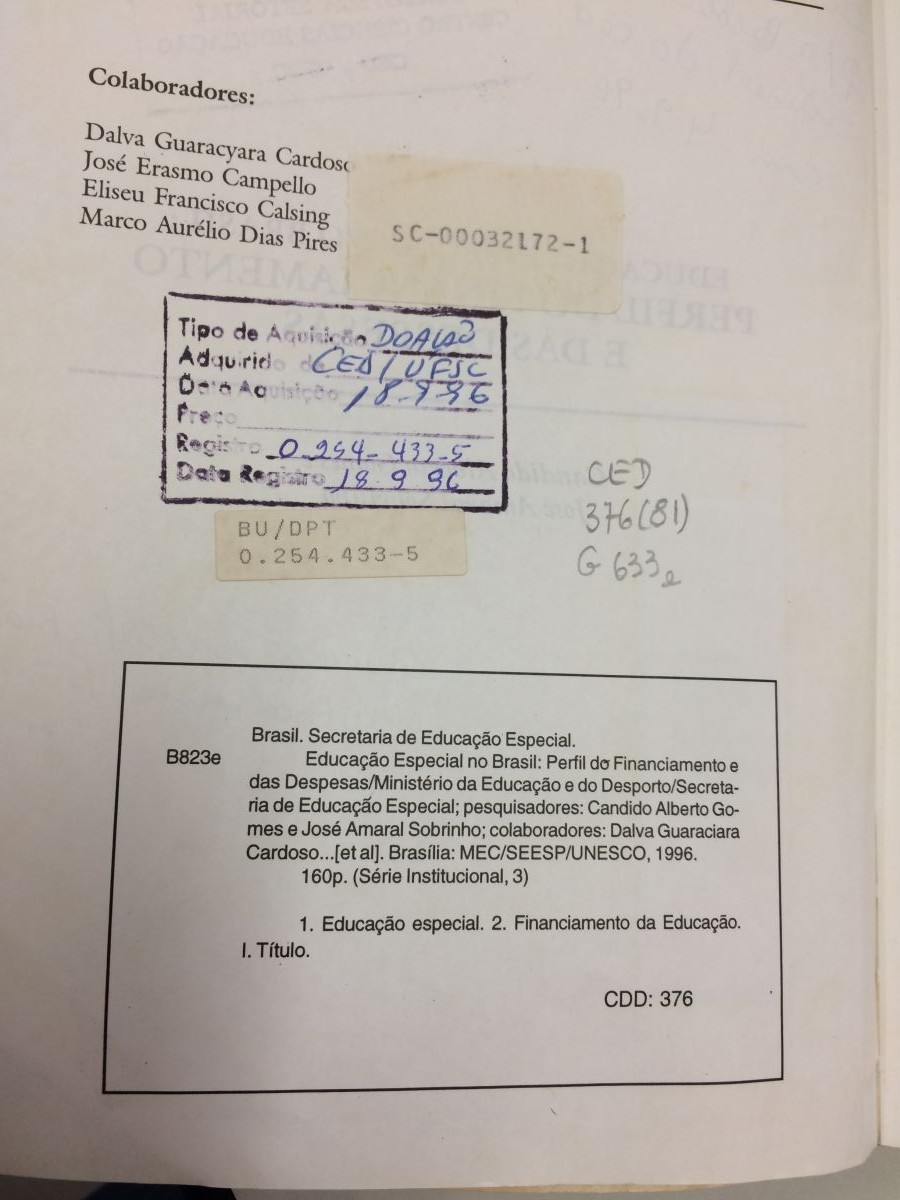 Colaboradores:
Dalva Guaracyara Cardoso
José Erasmo Campello
Eliseu Francisco Calsing
Marco Aurélio Dias Pires
SC-00032172-1
Tipo de Aquisição DOAÇÃO
Adquirido de CED/UFSC
Data Aquisição 18.9.96
Preço
Registro 0.254-433-5
Data Registro 18.9.96
BU/DPT
0.254.433-5
CED
376(81)
G 633e
B823e
Brasil. Secretaria de Educação Especial.
Educação Especial no Brasil: Perfil do Financiamento e
das Despesas/Ministério da Educação e do Desporto/Secreta-
ria de Educação Especial; pesquisadores: Candido Alberto Go-
mes e José Amaral Sobrinho; colaboradores: Dalva Guaraciara
Cardoso...[et al]. Brasília: MEC/SEESP/UNESCO, 1996.
160p. (Série Institucional, 3)
1. Educação especial. 2. Financiamento da Educação.
I. Título.
CDD: 376